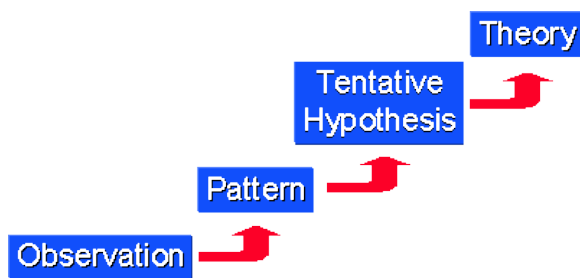 Theory
Tentative
Hypothesis
Pattern
Observation